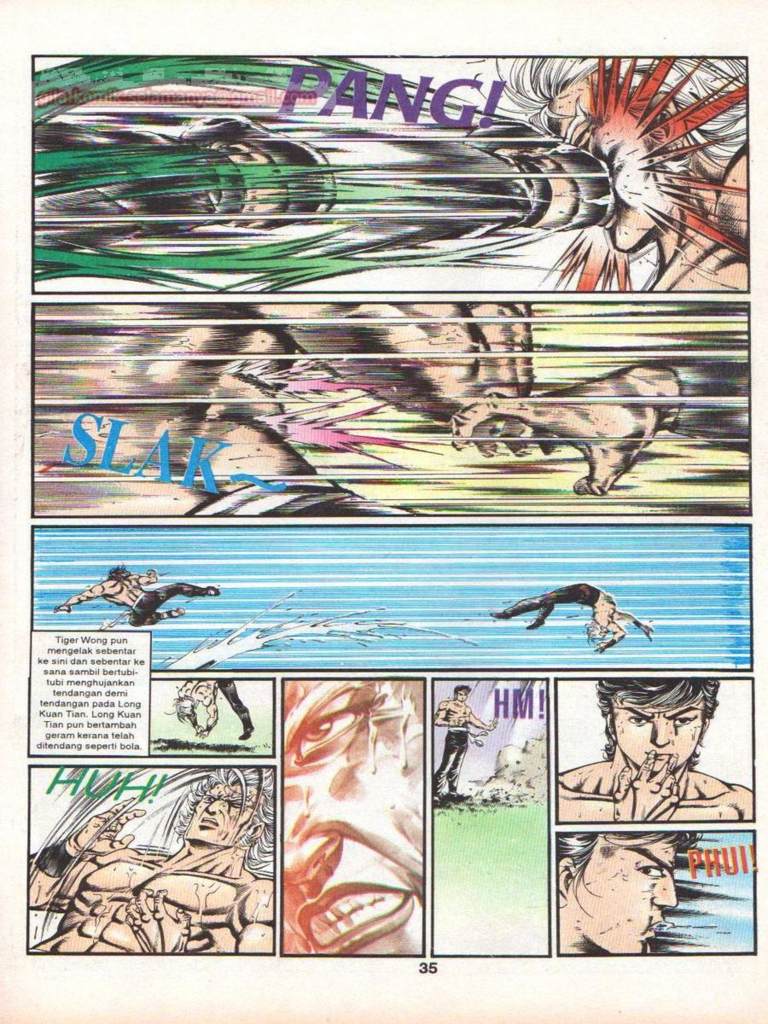 PANG!
SLAK~
Tiger Wong pun
mengelak sebentar
ke sini dan sebentar ke
sana sambil bertubi-
tubi menghujankan
tendangan demi
tendangan pada Long
Kuan Tian. Long Kuan
Tian pun bertambah
geram kerana telah
ditendang seperti bola.
HUH!
HM!
PHUI!
35